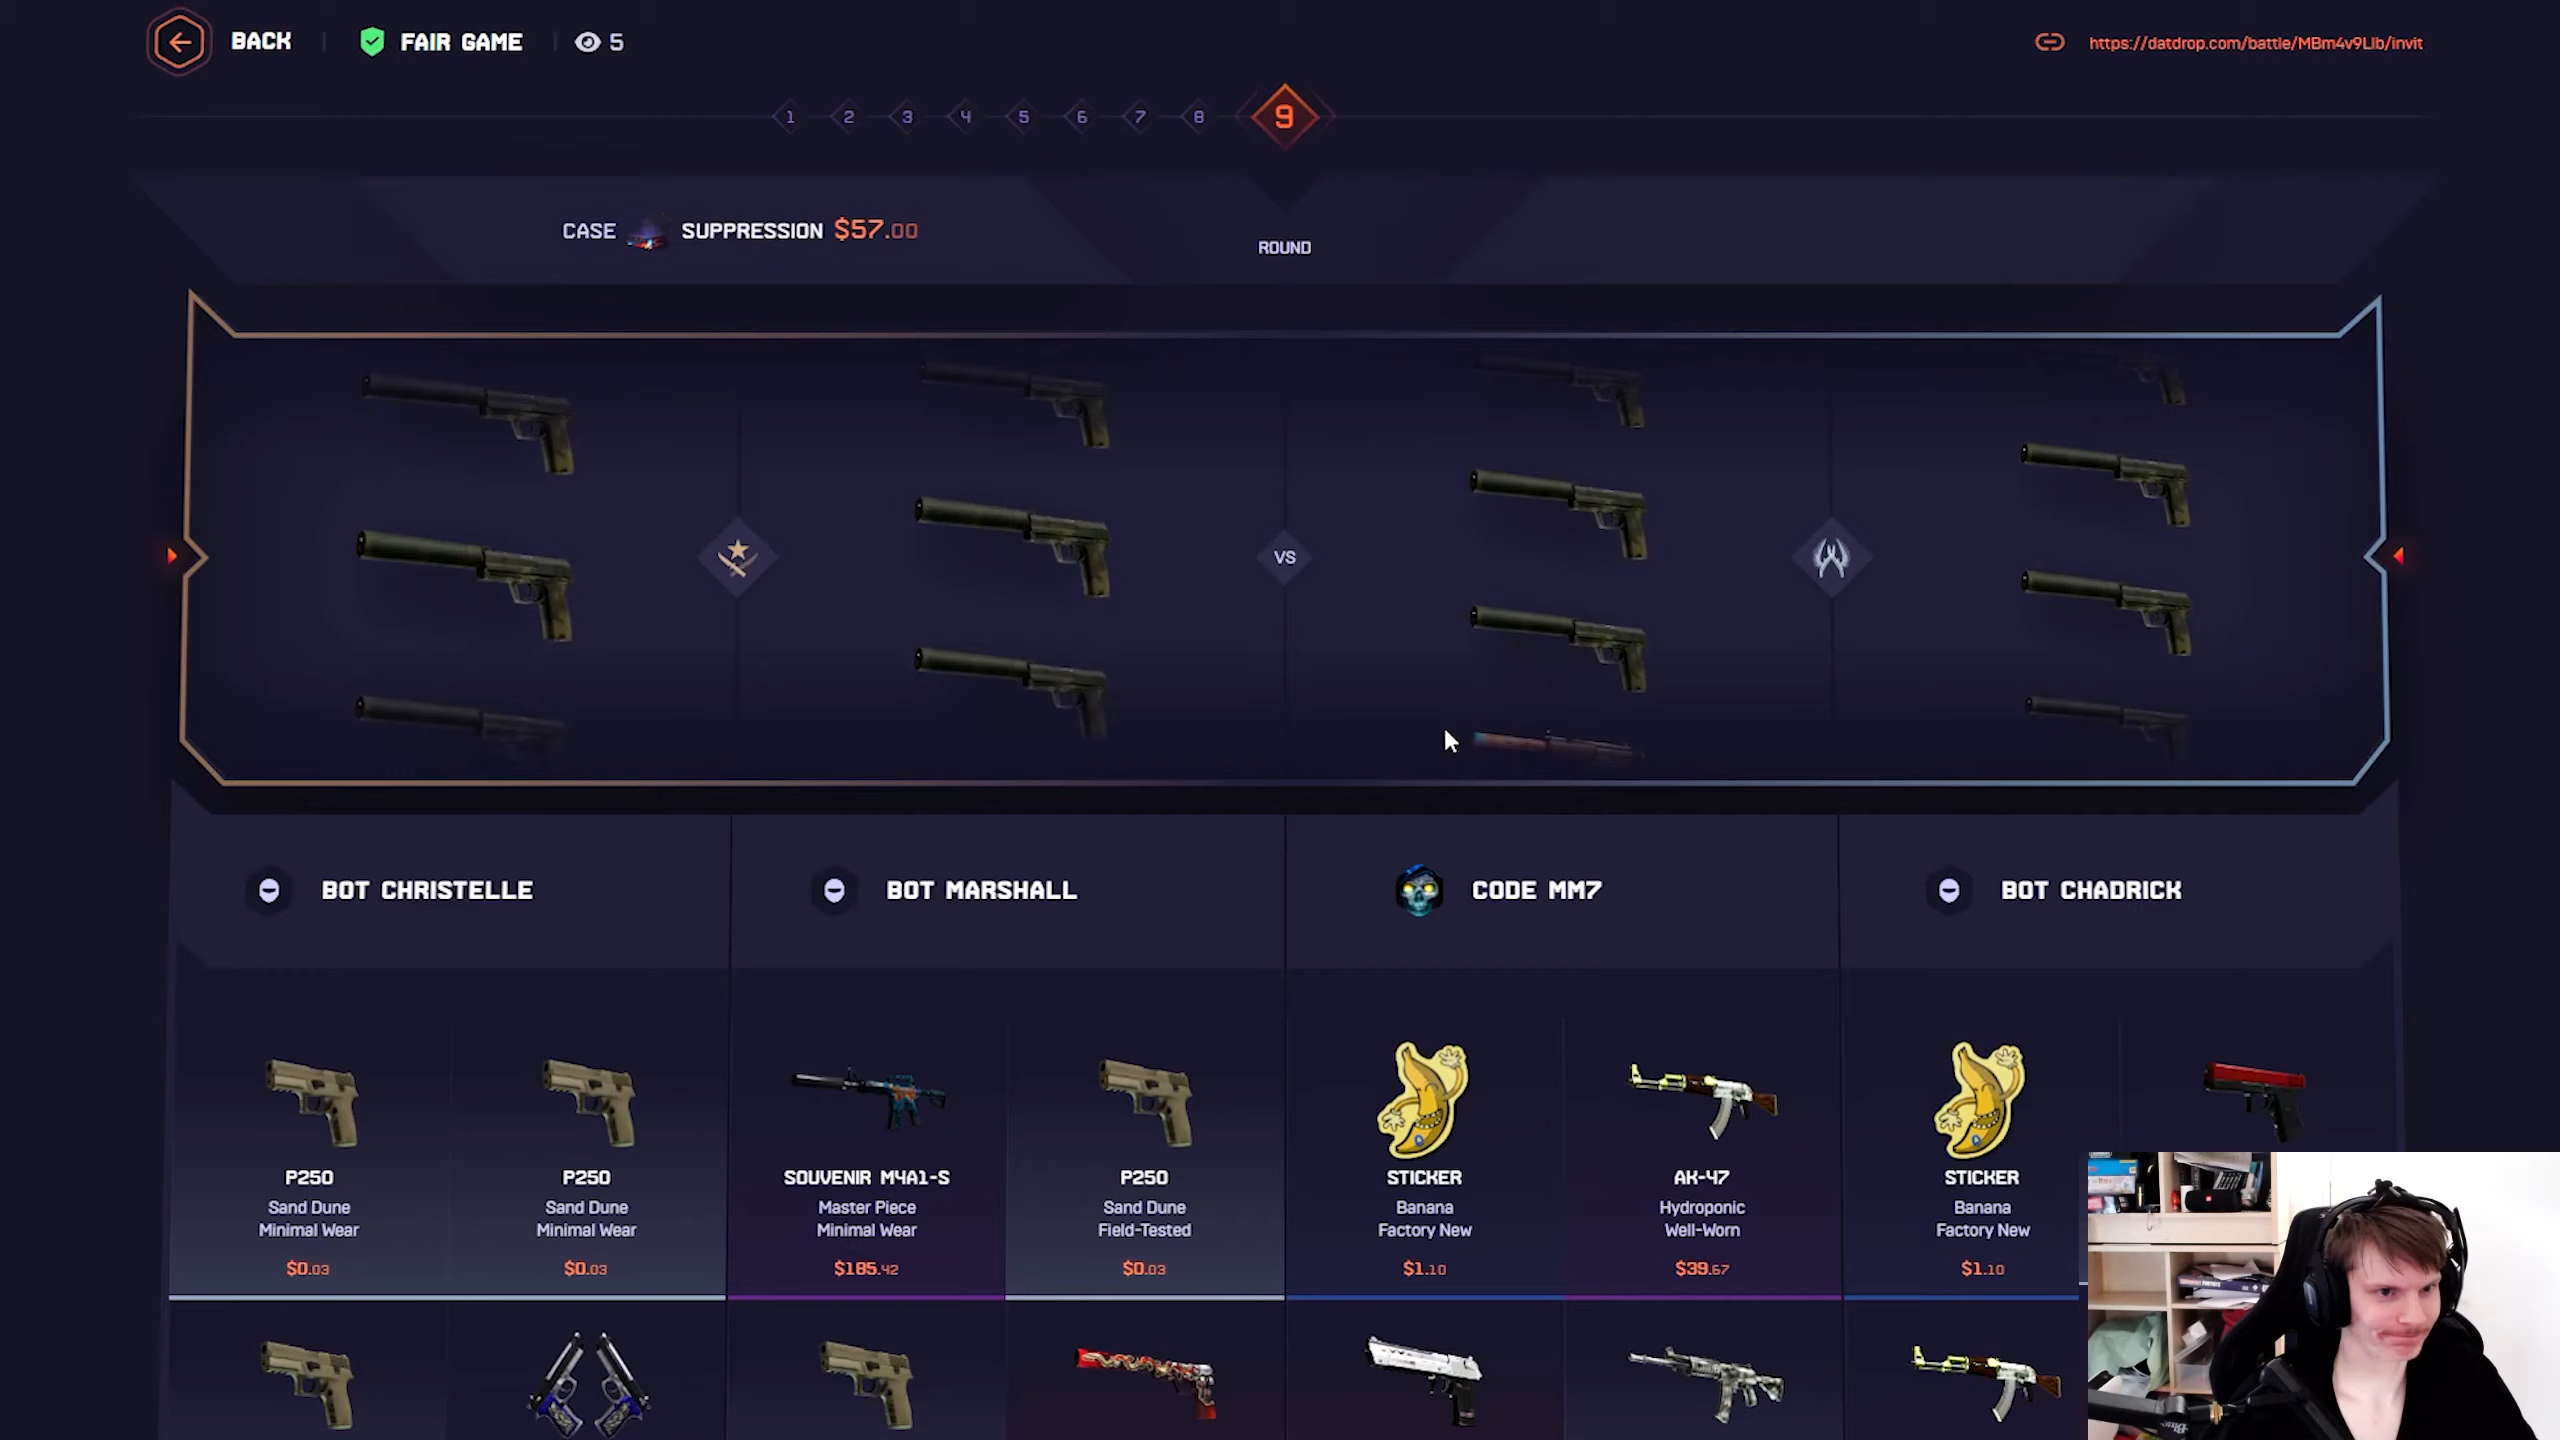 BACK
FAIR GAME
5
https://datdrop.com/battle/MBm4v9Llb/invit
1 2 3 4 5 6 7 8 9
CASE SUPPRESSION $57.00
ROUND
VS
BOT CHRISTELLE
BOT MARSHALL
CODE MM7
BOT CHADRICK
P250
Sand Dune
Minimal Wear
$0.03
P250
Sand Dune
Minimal Wear
$0.03
SOUVENIR M4A1-S
Master Piece
Minimal Wear
$185.42
P250
Sand Dune
Field-Tested
$0.03
STICKER
Banana
Factory New
$1.10
AK-47
Hydroponic
Well-Worn
$39.67
STICKER
Banana
Factory New
$1.10